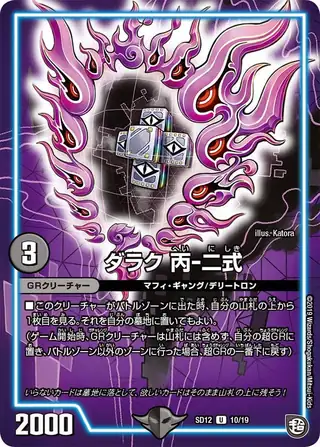 illus. Katora
へい にしき
ダラク 丙-二式
3
GRクリーチャー
マフィ・ギャング/デリートロン
■このクリーチャーがバトルゾーンに出た時、自分の山札の上から
1枚目を見る。それを自分の墓地に置いてもよい。
(ゲーム開始時、GRクリーチャーは山札には含めず、自分の超GRに
置き、バトルゾーン以外のゾーンに行った場合、超GRの一番下に戻す)
いらないカードは墓地に落として、欲しいカードはそのまま山札の上に残そう!
2000
SD12 U 10/19
超
©2019 Wizards/Shogakukan/Mitsui-Kids